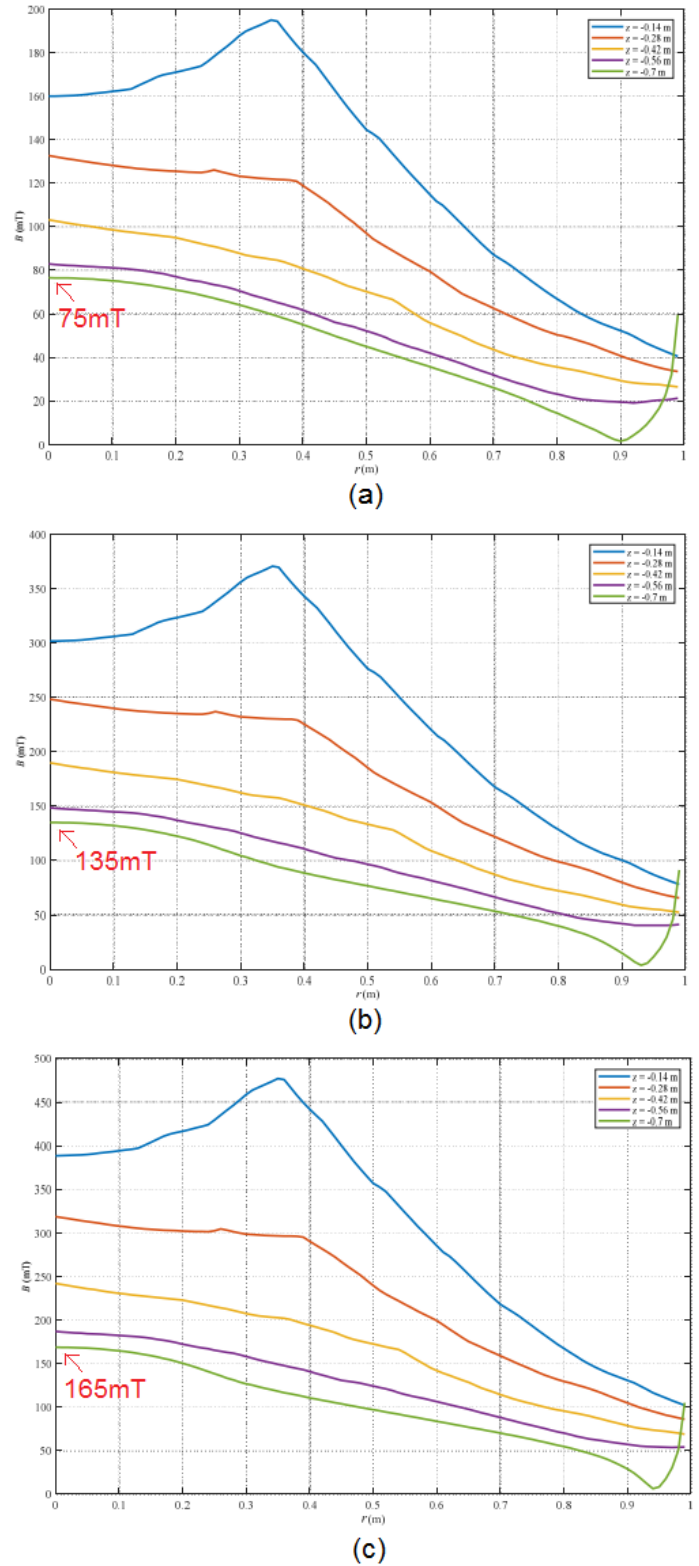 200
180
160
140
120
100
80
60
40
20
0
B (mT)
z = -0.14 m
z = -0.28 m
z = -0.42 m
z = -0.56 m
z = -0.7 m
75mT
0 0.1 0.2 0.3 0.4 0.5 0.6 0.7 0.8 0.9 1
r(m)
(a)
400
350
300
250
200
150
100
50
0
B (mT)
z = -0.14 m
z = -0.28 m
z = -0.42 m
z = -0.56 m
z = -0.7 m
135mT
0 0.1 0.2 0.3 0.4 0.5 0.6 0.7 0.8 0.9 1
r(m)
(b)
500
450
400
350
300
250
200
150
100
50
0
B (mT)
z = -0.14 m
z = -0.28 m
z = -0.42 m
z = -0.56 m
z = -0.7 m
165mT
0 0.1 0.2 0.3 0.4 0.5 0.6 0.7 0.8 0.9 1
r(m)
(c)